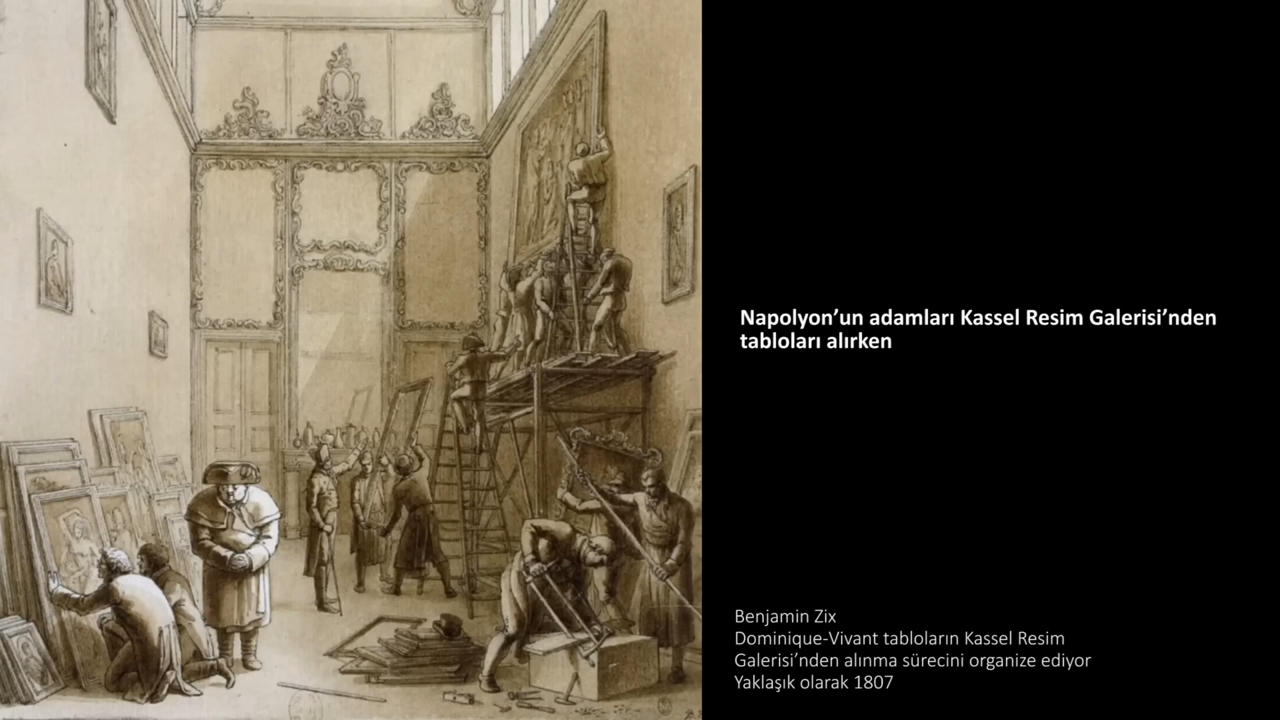 Napolyon’un adamları Kassel Resim Galerisi’nden
tabloları alırken
Benjamin Zix
Dominique-Vivant tabloların Kassel Resim
Galerisi’nden alınma sürecini organize ediyor
Yaklaşık olarak 1807